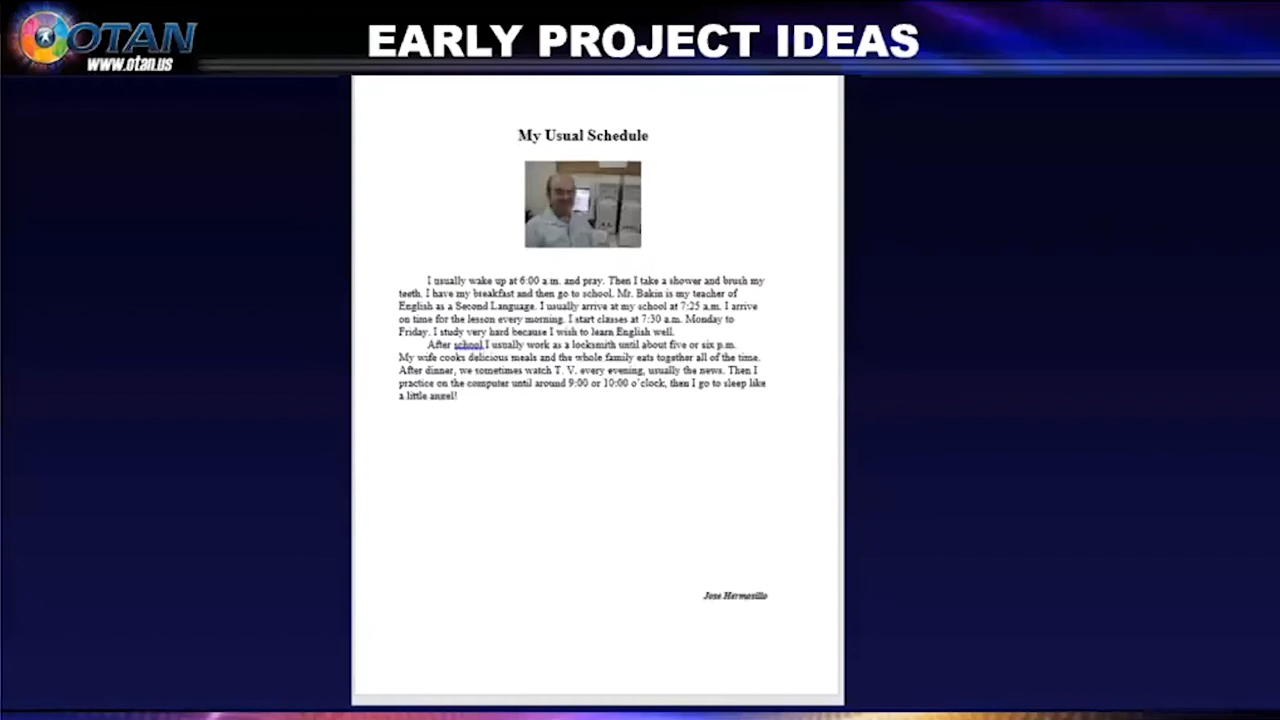 OTAN
www.otan.us
EARLY PROJECT IDEAS
My Usual Schedule
I usually wake up at 6:00 a.m. and pray. Then I take a shower and brush my
teeth. I have my breakfast and then go to school. Mr. Bakin is my teacher of
English as a Second Language. I usually arrive at my school at 7:25 a.m. I arrive
on time for the lesson every morning. I start classes at 7:30 a.m. Monday to
Friday. I study very hard because I wish to learn English well.
After school I usually work as a locksmith until about five or six p.m.
My wife cooks delicious meals and the whole family eats together all of the time.
After dinner, we sometimes watch T. V. every evening, usually the news. Then I
practice on the computer until around 9:00 or 10:00 o'clock, then I go to sleep like
a little angel!
Jose Hermosillo